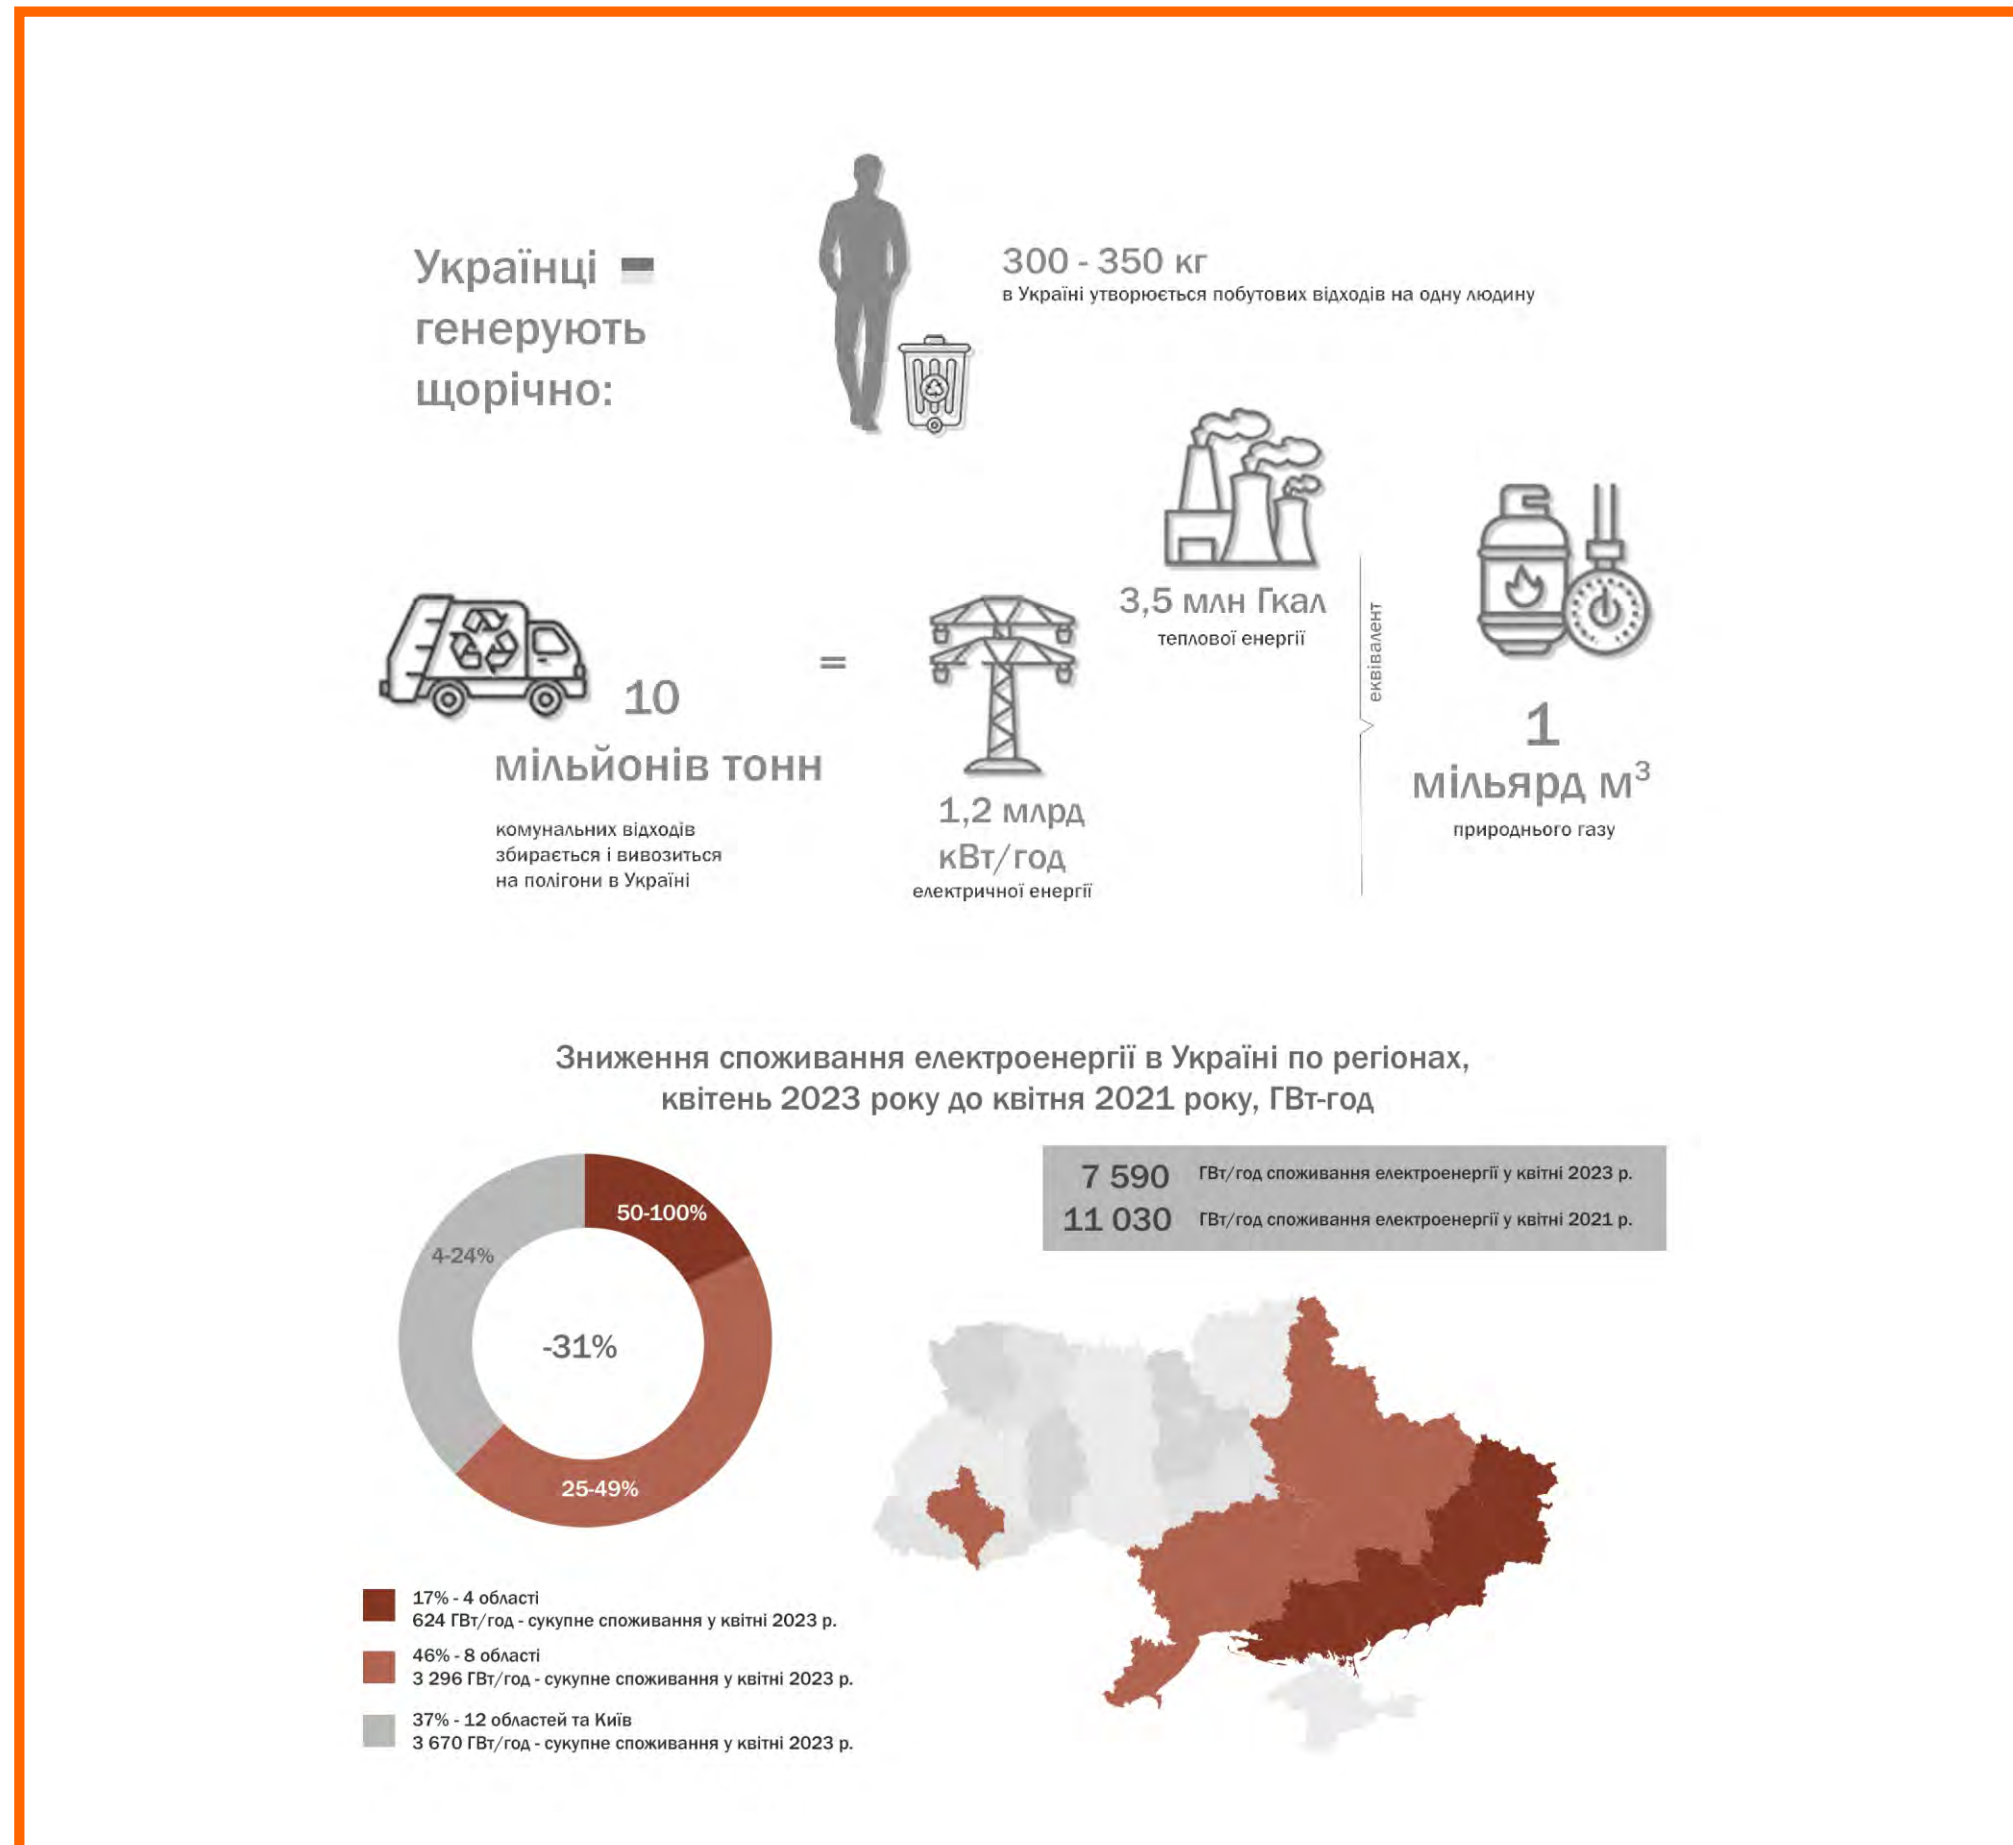 Українці
генерують
щорічно:
300 - 350 кг
в Україні утворюється побутових відходів на одну людину
10
мільйонів тонн
комунальних відходів
збирається і вивозиться
на полігони в Україні
=
1,2 млрд
кВт/год
електричної енергії
3,5 млн Гкал
теплової енергії
еквівалент
1
мільярд м³
природнього газу
Зниження споживання електроенергії в Україні по регіонах,
квітень 2023 року до квітня 2021 року, ГВт-год
50-100%
4-24%
-31%
25-49%
7 590 ГВт/год споживання електроенергії у квітні 2023 р.
11 030 ГВт/год споживання електроенергії у квітні 2021 р.
17% - 4 області
624 ГВт/год - сукупне споживання у квітні 2023 р.
46% - 8 області
3 296 ГВт/год - сукупне споживання у квітні 2023 р.
37% - 12 областей та Київ
3 670 ГВт/год - сукупне споживання у квітні 2023 р.